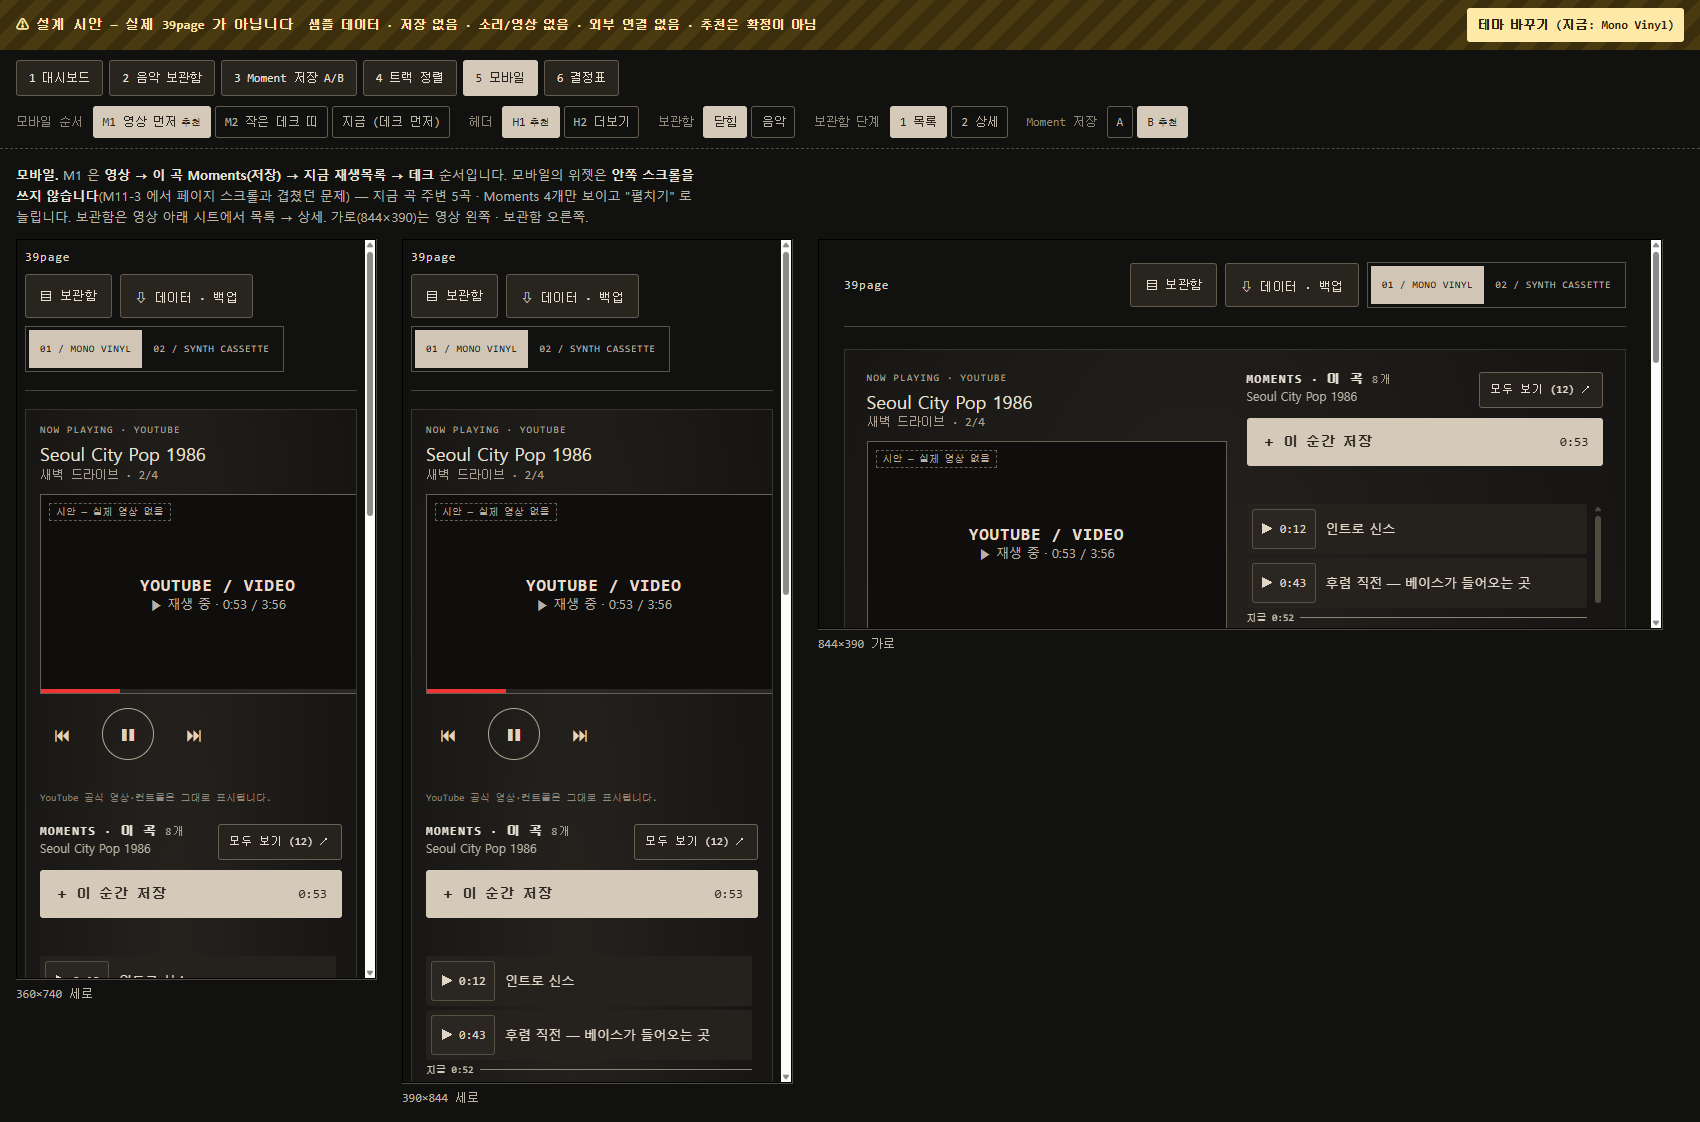 ⚠ 설계 시안 — 실제 39page 가 아닙니다 샘플 데이터 · 저장 없음 · 소리/영상 없음 · 외부 연결 없음 · 추천은 확정이 아님
테마 바꾸기 (지금: Mono Vinyl)
1 대시보드 2 음악 보관함 3 Moment 저장 A/B 4 트랙 정렬 5 모바일 6 결정표
모바일 순서 M1 영상 먼저 추천 M2 작은 데크 띠 지금 (데크 먼저) 헤더 H1 추천 H2 더보기 보관함 닫힘 음악 보관함 단계 1 목록 2 상세 Moment 저장 A B 추천
모바일. M1 은 영상 → 이 곡 Moments(저장) → 지금 재생목록 → 데크 순서입니다. 모바일의 위젯은 안쪽 스크롤을
쓰지 않습니다(M11-3 에서 페이지 스크롤과 겹쳤던 문제) — 지금 곡 주변 5곡 · Moments 4개만 보이고 "펼치기" 로
늘립니다. 보관함은 영상 아래 시트에서 목록 → 상세. 가로(844×390)는 영상 왼쪽 · 보관함 오른쪽.
39page
▤ 보관함 ⇩ 데이터 · 백업
01 / MONO VINYL 02 / SYNTH CASSETTE
NOW PLAYING · YOUTUBE
Seoul City Pop 1986
새벽 드라이브 · 2/4
시안 — 실제 영상 없음
YOUTUBE / VIDEO
▶ 재생 중 · 0:53 / 3:56
YouTube 공식 영상·컨트롤은 그대로 표시됩니다.
MOMENTS · 이 곡 8개
Seoul City Pop 1986
모두 보기 (12) ↗
+ 이 순간 저장 0:53
360×740 세로
39page
▤ 보관함 ⇩ 데이터 · 백업
01 / MONO VINYL 02 / SYNTH CASSETTE
NOW PLAYING · YOUTUBE
Seoul City Pop 1986
새벽 드라이브 · 2/4
시안 — 실제 영상 없음
YOUTUBE / VIDEO
▶ 재생 중 · 0:53 / 3:56
YouTube 공식 영상·컨트롤은 그대로 표시됩니다.
MOMENTS · 이 곡 8개
Seoul City Pop 1986
모두 보기 (12) ↗
+ 이 순간 저장 0:53
▶ 0:12 인트로 신스
▶ 0:43 후렴 직전 — 베이스가 들어오는 곳
지금 0:52
390×844 세로
39page
▤ 보관함 ⇩ 데이터 · 백업 01 / MONO VINYL 02 / SYNTH CASSETTE
NOW PLAYING · YOUTUBE
Seoul City Pop 1986
새벽 드라이브 · 2/4
시안 — 실제 영상 없음
YOUTUBE / VIDEO
▶ 재생 중 · 0:53 / 3:56
MOMENTS · 이 곡 8개
Seoul City Pop 1986
모두 보기 (12) ↗
+ 이 순간 저장 0:53
▶ 0:12 인트로 신스
▶ 0:43 후렴 직전 — 베이스가 들어오는 곳
지금 0:52
844×390 가로